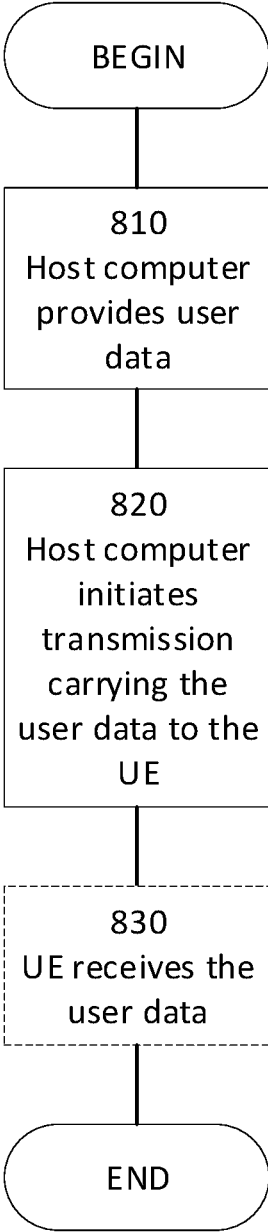 BEGIN
810
Host computer
provides user
data
820
Host computer
initiates
transmission
carrying the
user data to the
UE
830
UE receives the
user data
END